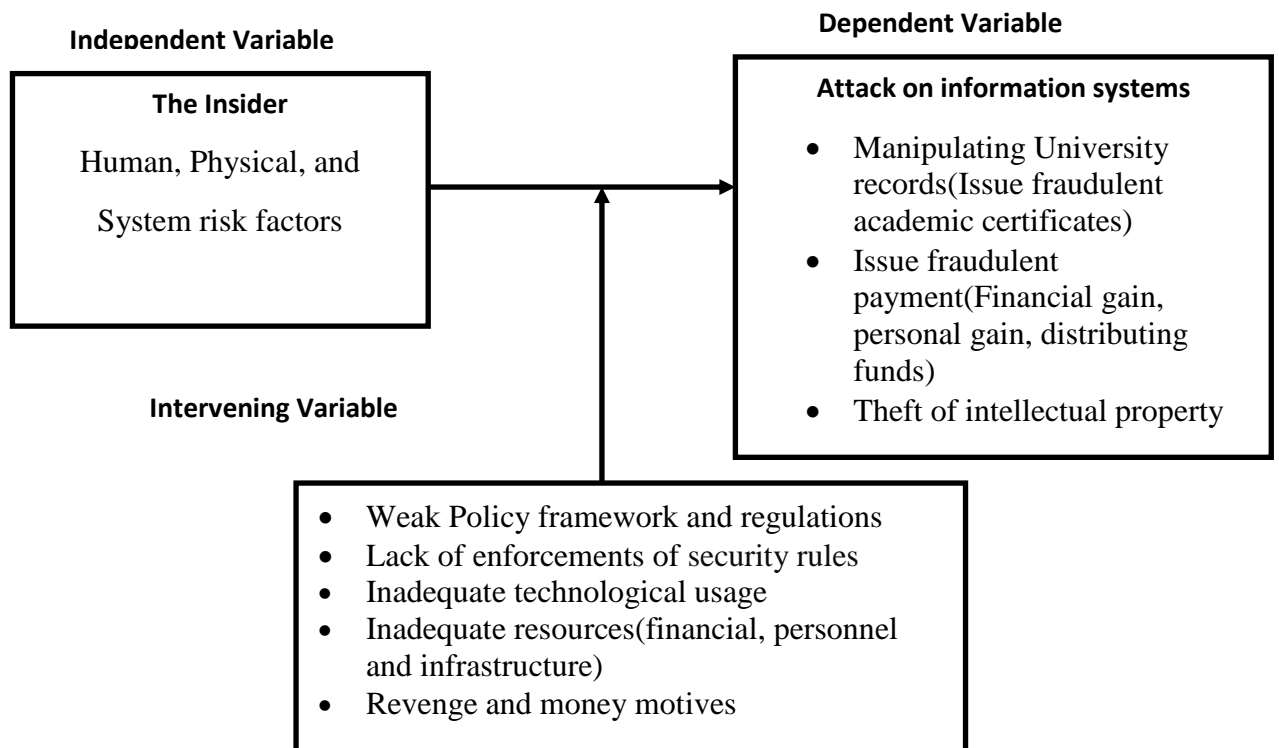 Independent Variable
The Insider
Human, Physical, and
System risk factors
Dependent Variable
Attack on information systems
• Manipulating University
records(Issue fraudulent
academic certificates)
• Issue fraudulent
payment(Financial gain,
personal gain, distributing
funds)
• Theft of intellectual property
Intervening Variable
• Weak Policy framework and regulations
• Lack of enforcements of security rules
• Inadequate technological usage
• Inadequate resources(financial, personnel
and infrastructure)
• Revenge and money motives